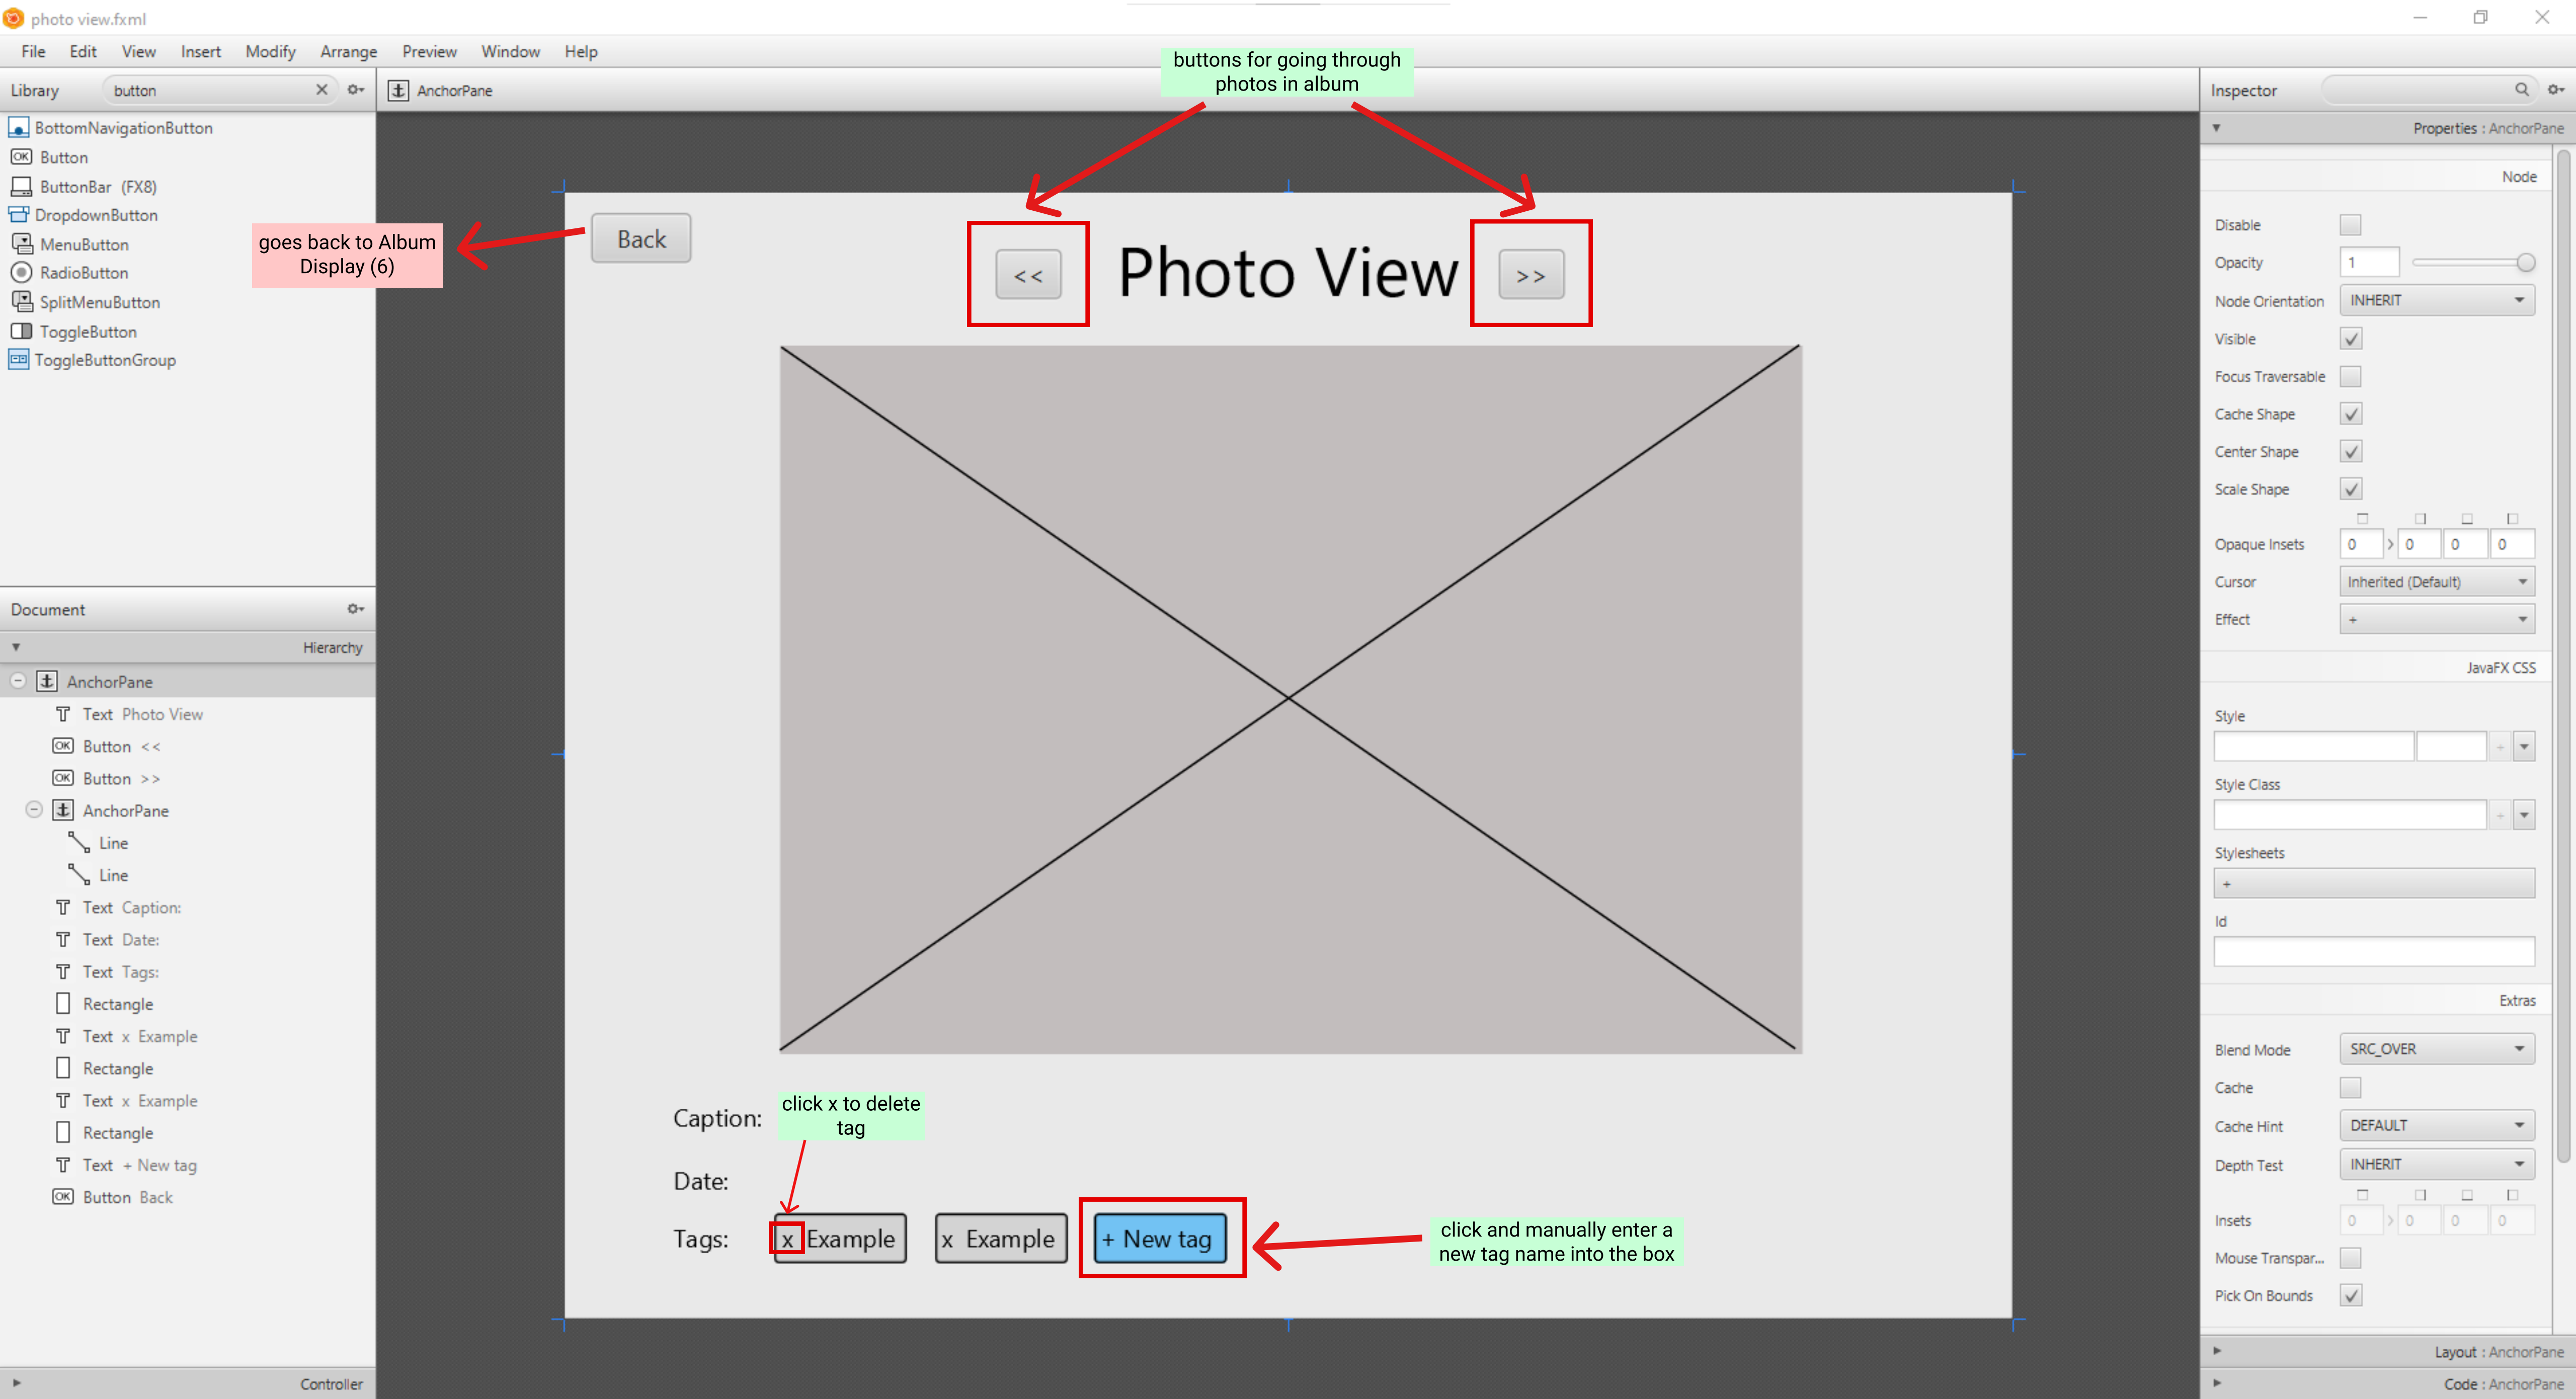 photo view.fxml
File Edit View Insert Modify Arrange Preview Window Help
Library button
BottomNavigationButton
OK Button
ButtonBar (FX8)
DropdownButton
MenuButton
RadioButton
SplitMenuButton
ToggleButton
ToggleButtonGroup
Document
Hierarchy
AnchorPane
Text Photo View
OK Button <<
OK Button >>
AnchorPane
Line
Line
Text Caption:
Text Date:
Text Tags:
Rectangle
Text x Example
Rectangle
Text x Example
Rectangle
Text + New tag
OK Button Back
Controller
AnchorPane
buttons for going through
photos in album
goes back to Album
Display (6)
Back
<< Photo View >>
Caption:
click x to delete
tag
Date:
Tags: x Example x Example + New tag
click and manually enter a
new tag name into the box
Inspector
Properties : AnchorPane
Node
Disable
Opacity 1
Node Orientation INHERIT
Visible
Focus Traversable
Cache Shape
Center Shape
Scale Shape
Opaque Insets 0 > 0 0 0
Cursor Inherited (Default)
Effect +
JavaFX CSS
Style
+
Style Class
+
Stylesheets
+
Id
Extras
Blend Mode SRC_OVER
Cache
Cache Hint DEFAULT
Depth Test INHERIT
Insets 0 > 0 0 0
Mouse Transpar...
Pick On Bounds
Layout : AnchorPane
Code : AnchorPane